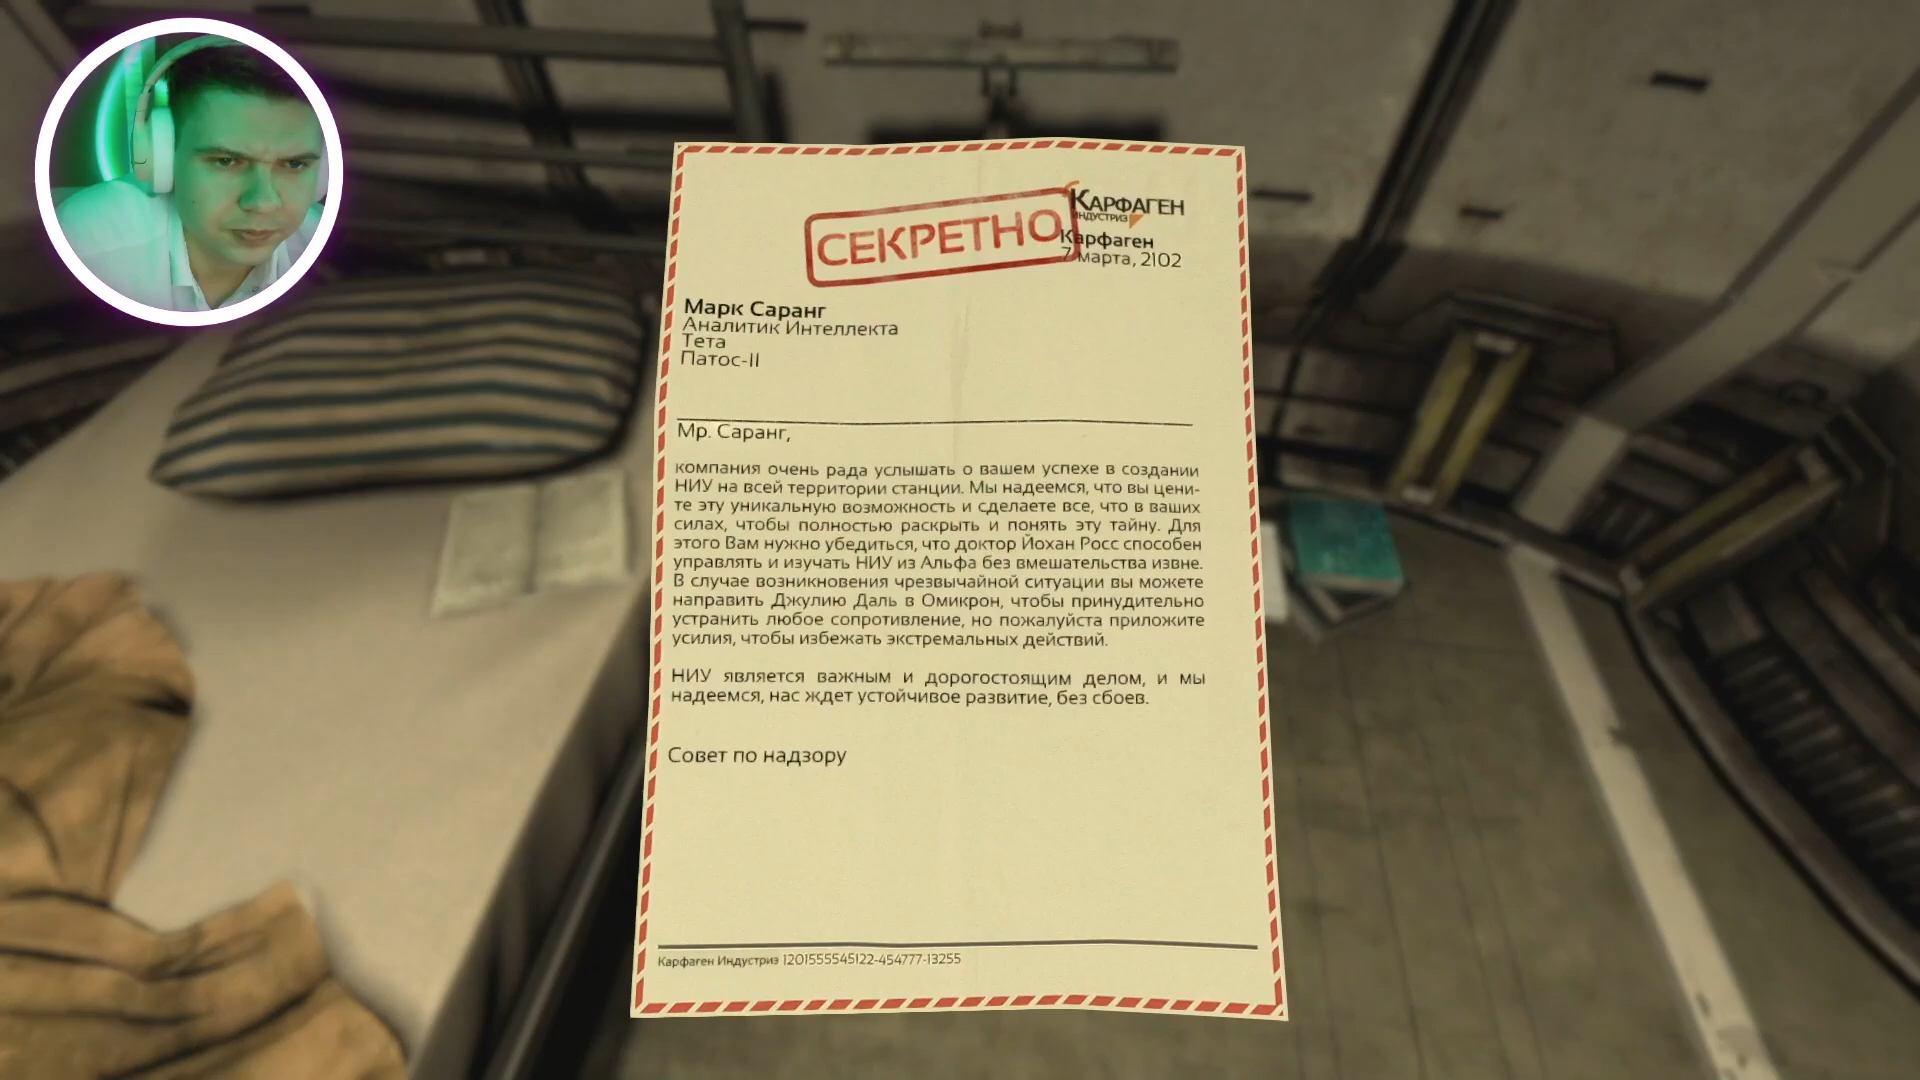 СЕКРЕТНО
КАРФАГЕН
ИНДУСТРИЗ
Карфаген
7 марта, 2102
Марк Саранг
Аналитик Интеллекта
Тета
Патос-II
Мр. Саранг,
компания очень рада услышать о вашем успехе в создании
НИУ на всей территории станции. Мы надеемся, что вы цени-
те эту уникальную возможность и сделаете все, что в ваших
силах, чтобы полностью раскрыть и понять эту тайну. Для
этого Вам нужно убедиться, что доктор Йохан Росс способен
управлять и изучать НИУ из Альфа без вмешательства извне.
В случае возникновения чрезвычайной ситуации вы можете
направить Джулию Даль в Омикрон, чтобы принудительно
устранить любое сопротивление, но пожалуйста приложите
усилия, чтобы избежать экстремальных действий.
НИУ является важным и дорогостоящим делом, и мы
надеемся, нас ждет устойчивое развитие, без сбоев.
Совет по надзору
Карфаген Индустриз 1201555545122-454777-13255